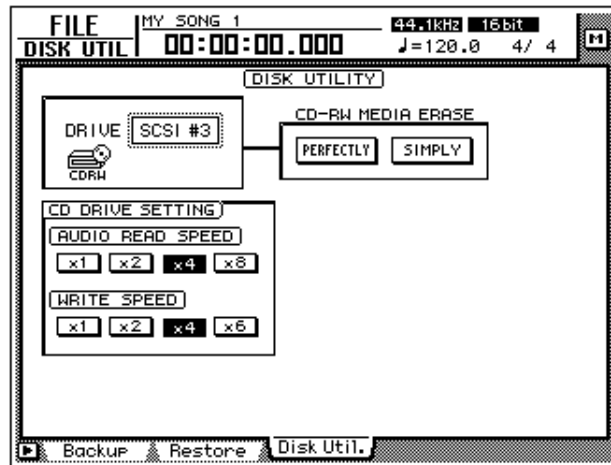 FILE MY SONG 1 44.1kHz 16bit M
DISK UTIL 00:00:00.000 ♩=120.0 4/ 4
DISK UTILITY
DRIVE SCSI #3
CDRW
CD-RW MEDIA ERASE
PERFECTLY SIMPLY
CD DRIVE SETTING
AUDIO READ SPEED
x1 x2 x4 x8
WRITE SPEED
x1 x2 x4 x6
Backup Restore Disk Util.